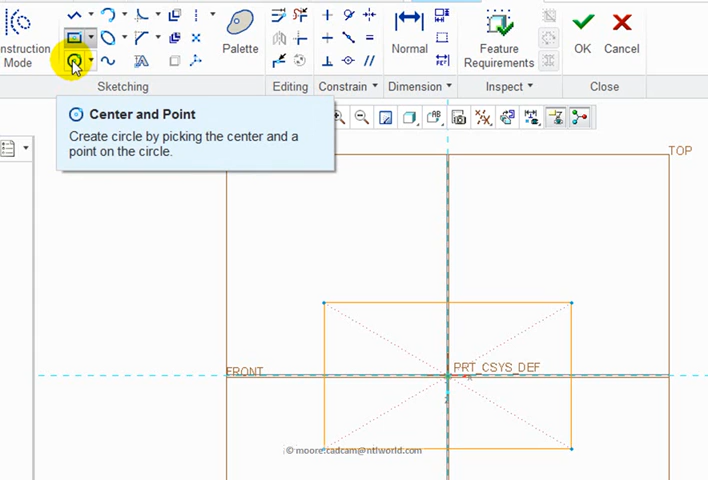 nstruction
Mode
Palette
Normal
Feature
Requirements
OK
Cancel
Sketching
Editing
Constrain
Dimension
Inspect
Close
Center and Point
Create circle by picking the center and a
point on the circle.
TOP
PRT_CSYS_DEF
FRONT
© moore.cadcam@ntlworld.com